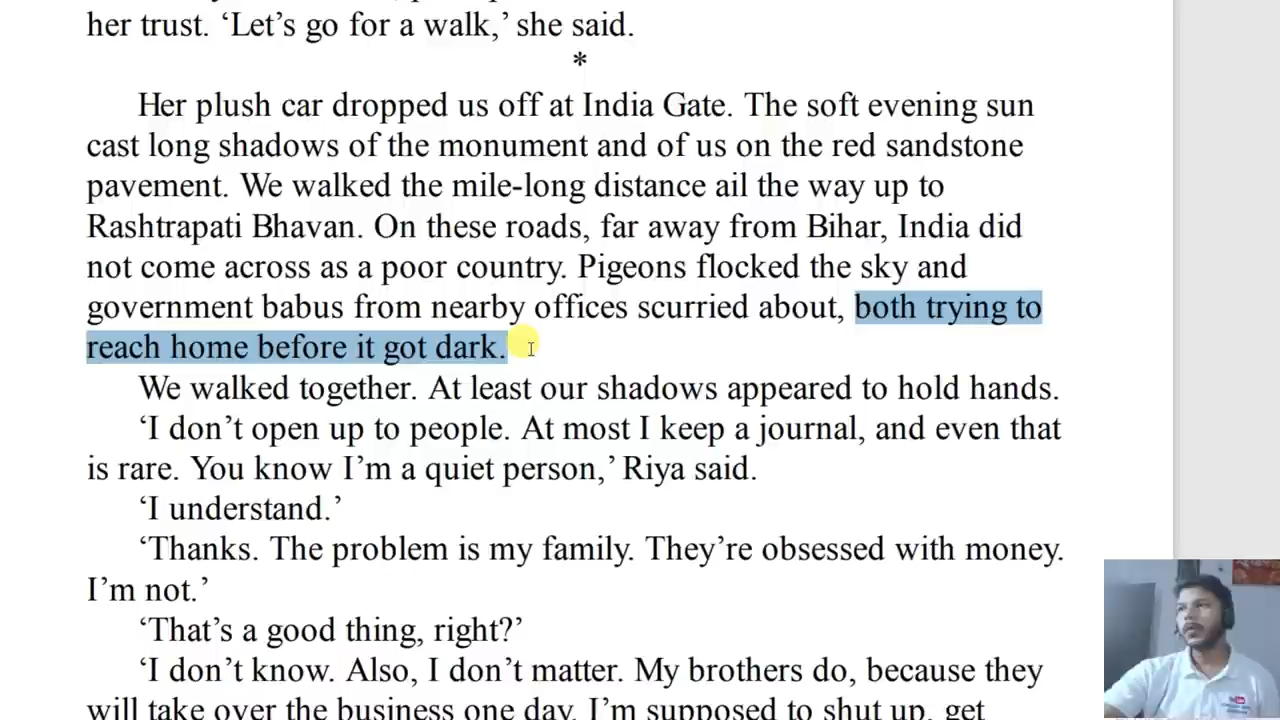 her trust. ‘Let’s go for a walk,’ she said.
*
Her plush car dropped us off at India Gate. The soft evening sun
cast long shadows of the monument and of us on the red sandstone
pavement. We walked the mile-long distance ail the way up to
Rashtrapati Bhavan. On these roads, far away from Bihar, India did
not come across as a poor country. Pigeons flocked the sky and
government babus from nearby offices scurried about, both trying to
reach home before it got dark.
We walked together. At least our shadows appeared to hold hands.
‘I don’t open up to people. At most I keep a journal, and even that
is rare. You know I’m a quiet person,’ Riya said.
‘I understand.’
‘Thanks. The problem is my family. They’re obsessed with money.
I’m not.’
‘That’s a good thing, right?’
‘I don’t know. Also, I don’t matter. My brothers do, because they
will take over the business one day. I’m supposed to shut up, get